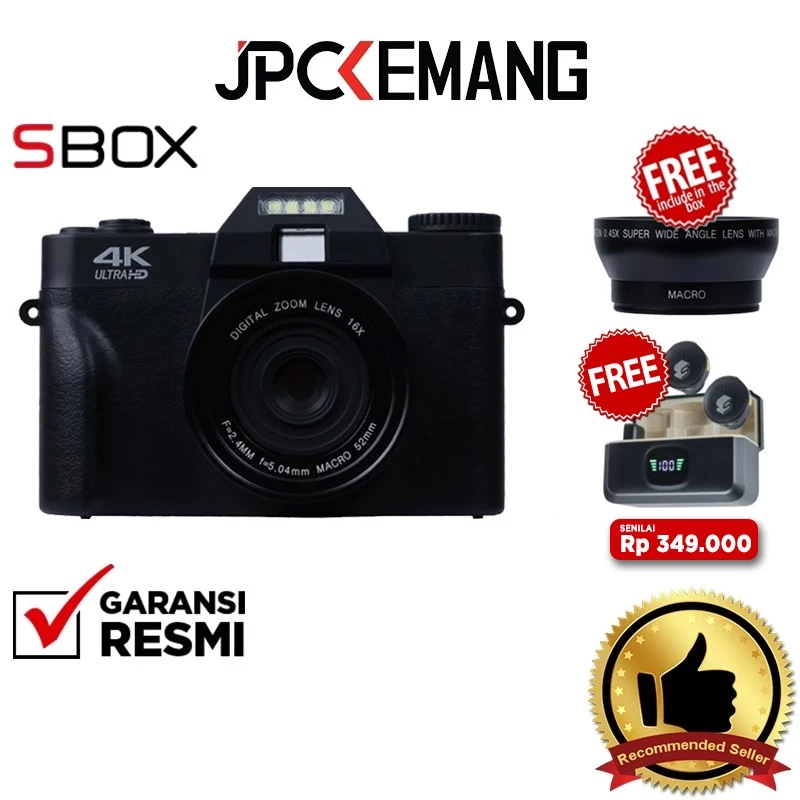 JPCKEMANG
SBOX
FREE
include in the
box
4K
ULTRA HD
0.45X SUPER WIDE ANGLE LENS WITH
MACRO
DIGITAL ZOOM LENS 16X
F=2.4MM f=5.04mm MACRO 52mm
FREE
100
SENILAI
Rp 349.000
GARANSI
RESMI
Recommended Seller